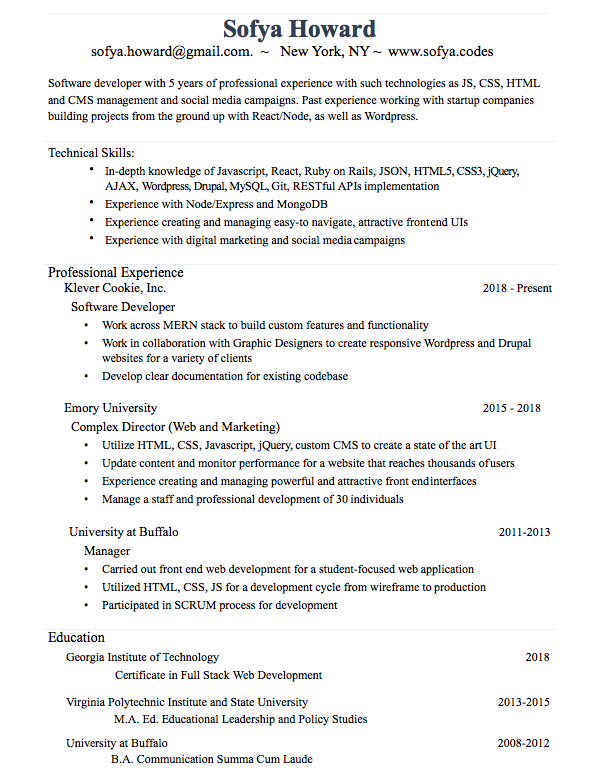 Sofya Howard
sofya.howard@gmail.com. ~ New York, NY ~ www.sofya.codes
Software developer with 5 years of professional experience with such technologies as JS, CSS, HTML
and CMS management and social media campaigns. Past experience working with startup companies
building projects from the ground up with React/Node, as well as Wordpress.
Technical Skills:
• In-depth knowledge of Javascript, React, Ruby on Rails, JSON, HTML5, CSS3, jQuery,
AJAX, Wordpress, Drupal, MySQL, Git, RESTful APIs implementation
• Experience with Node/Express and MongoDB
• Experience creating and managing easy-to navigate, attractive frontend UIs
• Experience with digital marketing and social media campaigns
Professional Experience
Klever Cookie, Inc. 2018 - Present
Software Developer
• Work across MERN stack to build custom features and functionality
• Work in collaboration with Graphic Designers to create responsive Wordpress and Drupal
websites for a variety of clients
• Develop clear documentation for existing codebase
Emory University 2015 - 2018
Complex Director (Web and Marketing)
• Utilize HTML, CSS, Javascript, jQuery, custom CMS to create a state of the art UI
• Update content and monitor performance for a website that reaches thousands of users
• Experience creating and managing powerful and attractive front end interfaces
• Manage a staff and professional development of 30 individuals
University at Buffalo 2011-2013
Manager
• Carried out front end web development for a student-focused web application
• Utilized HTML, CSS, JS for a development cycle from wireframe to production
• Participated in SCRUM process for development
Education
Georgia Institute of Technology 2018
Certificate in Full Stack Web Development
Virginia Polytechnic Institute and State University 2013-2015
M.A. Ed. Educational Leadership and Policy Studies
University at Buffalo 2008-2012
B.A. Communication Summa Cum Laude